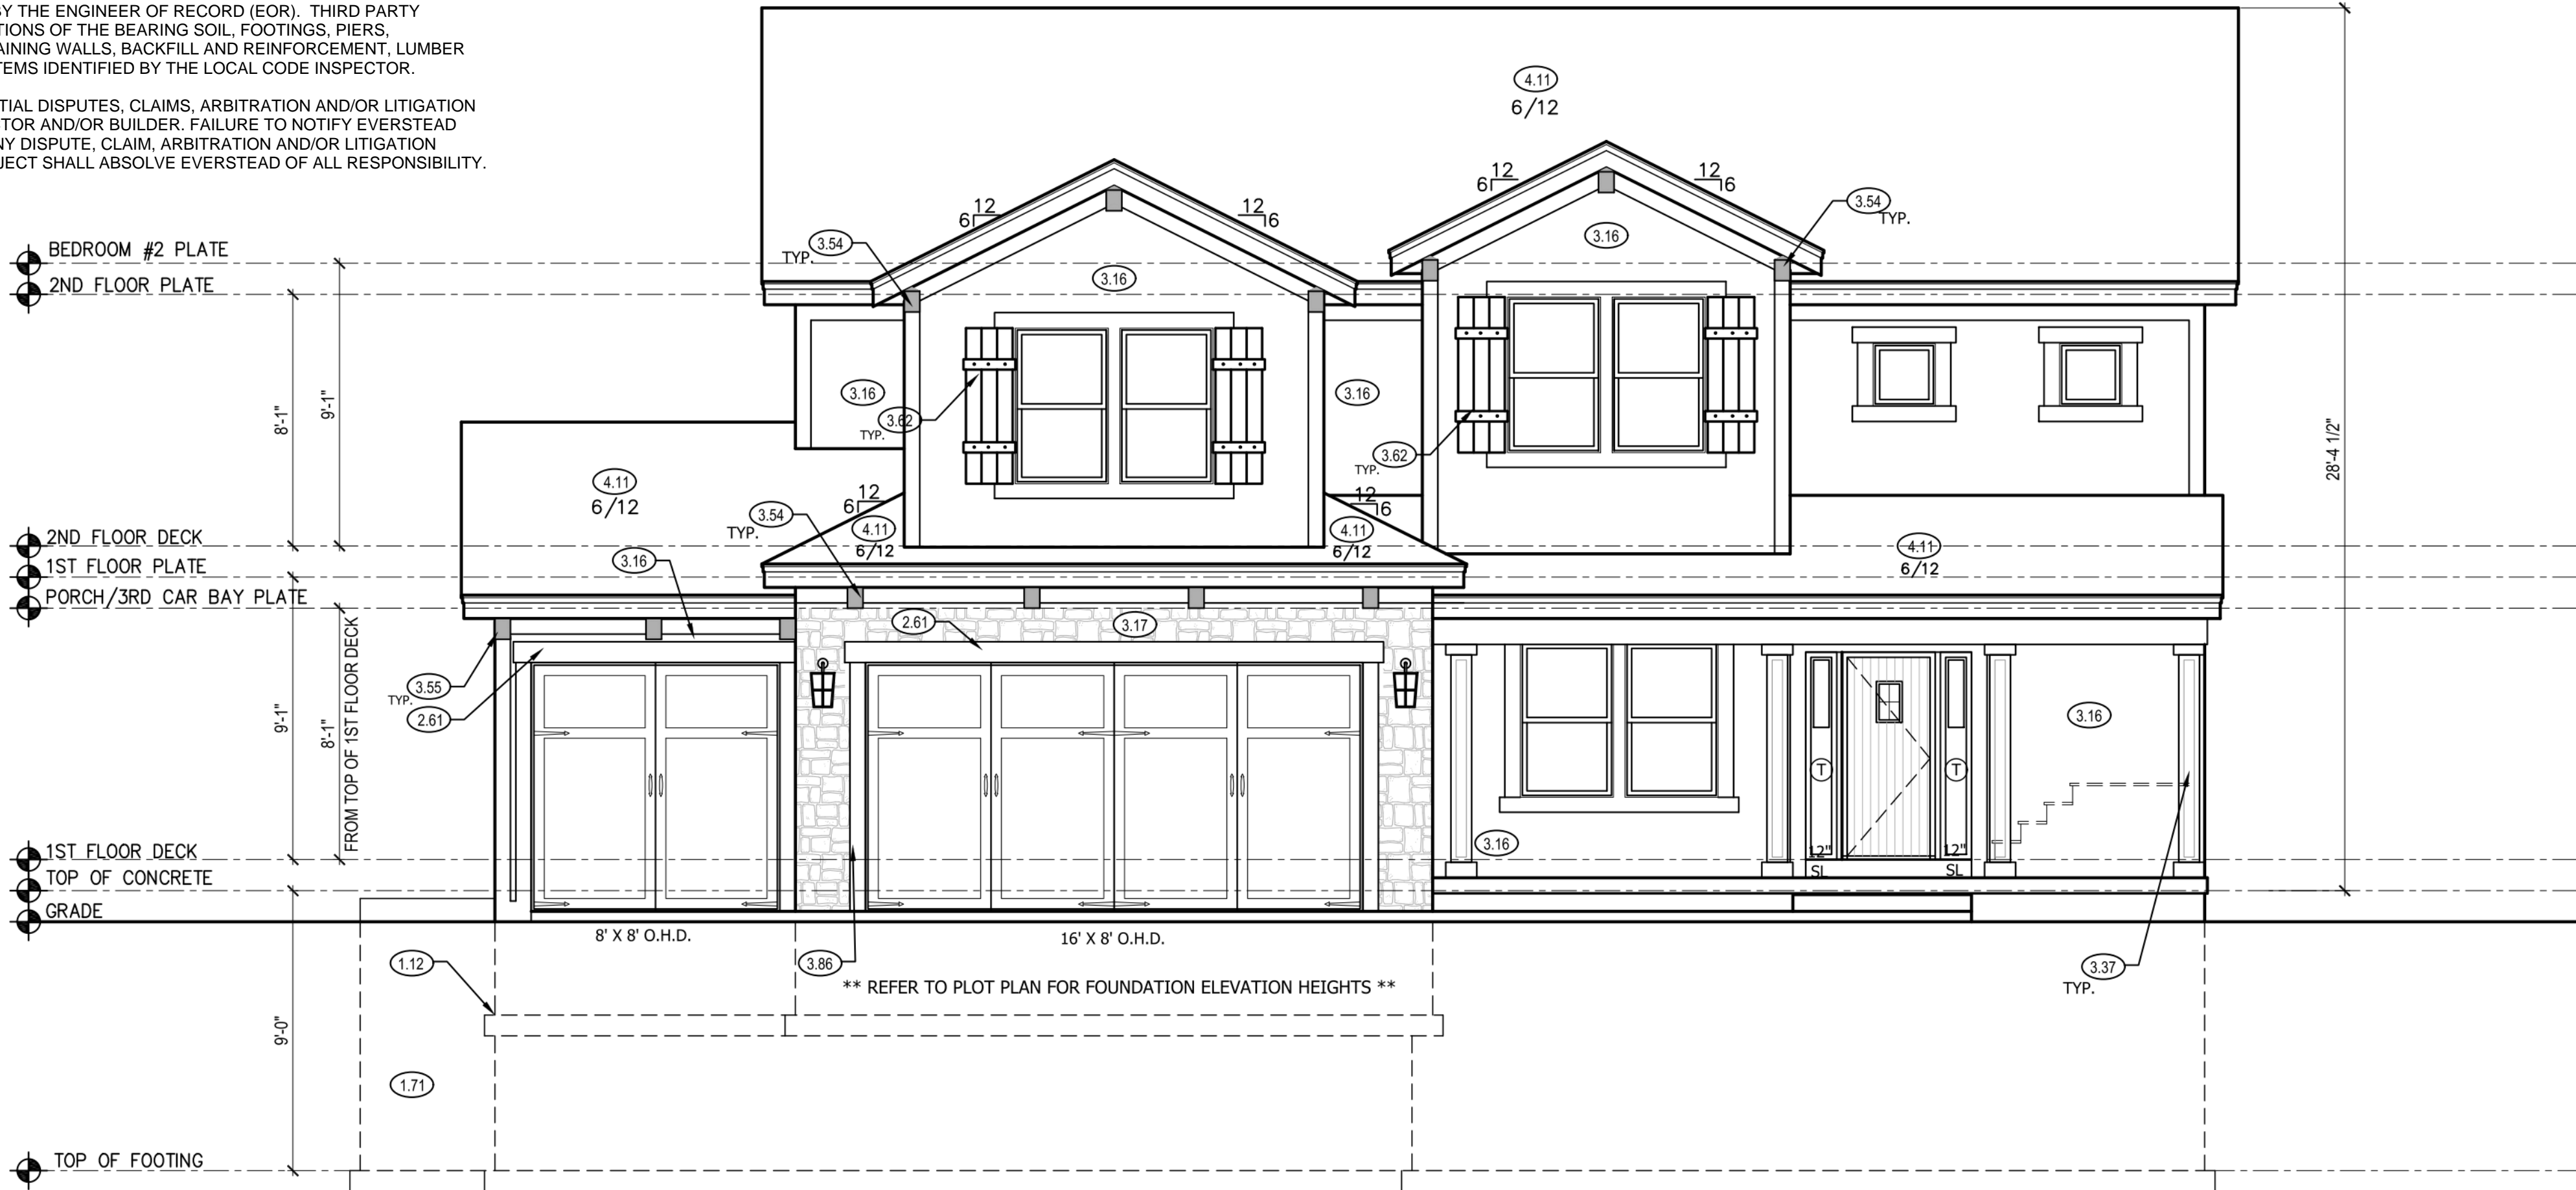 BY THE ENGINEER OF RECORD (EOR).  THIRD PARTY
TIONS OF THE BEARING SOIL, FOOTINGS, PIERS,
AINING WALLS, BACKFILL AND REINFORCEMENT, LUMBER
TEMS IDENTIFIED BY THE LOCAL CODE INSPECTOR.
TIAL DISPUTES, CLAIMS, ARBITRATION AND/OR LITIGATION
TOR AND/OR BUILDER. FAILURE TO NOTIFY EVERSTEAD
NY DISPUTE, CLAIM, ARBITRATION AND/OR LITIGATION
JECT SHALL ABSOLVE EVERSTEAD OF ALL RESPONSIBILITY.
4.11
6/12
12
6
12
6
12
6
12
6
3.54
TYP.
3.54
TYP.
3.16
3.16
BEDROOM #2 PLATE
2ND FLOOR PLATE
8'-1"
9'-1"
3.16
3.62
TYP.
3.16
3.62
TYP.
28'-4 1/2"
4.11
6/12
12
6
12
6
3.54
TYP.
4.11
6/12
4.11
6/12
4.11
6/12
2ND FLOOR DECK
1ST FLOOR PLATE
PORCH/3RD CAR BAY PLATE
3.16
2.61
3.17
3.55
TYP.
2.61
9'-1"
8'-1"
FROM TOP OF 1ST FLOOR DECK
3.16
T
T
3.16
12"
SL
12"
SL
1ST FLOOR DECK
TOP OF CONCRETE
GRADE
8' X 8' O.H.D.
16' X 8' O.H.D.
1.12
3.86
3.37
TYP.
** REFER TO PLOT PLAN FOR FOUNDATION ELEVATION HEIGHTS **
9'-0"
1.71
TOP OF FOOTING